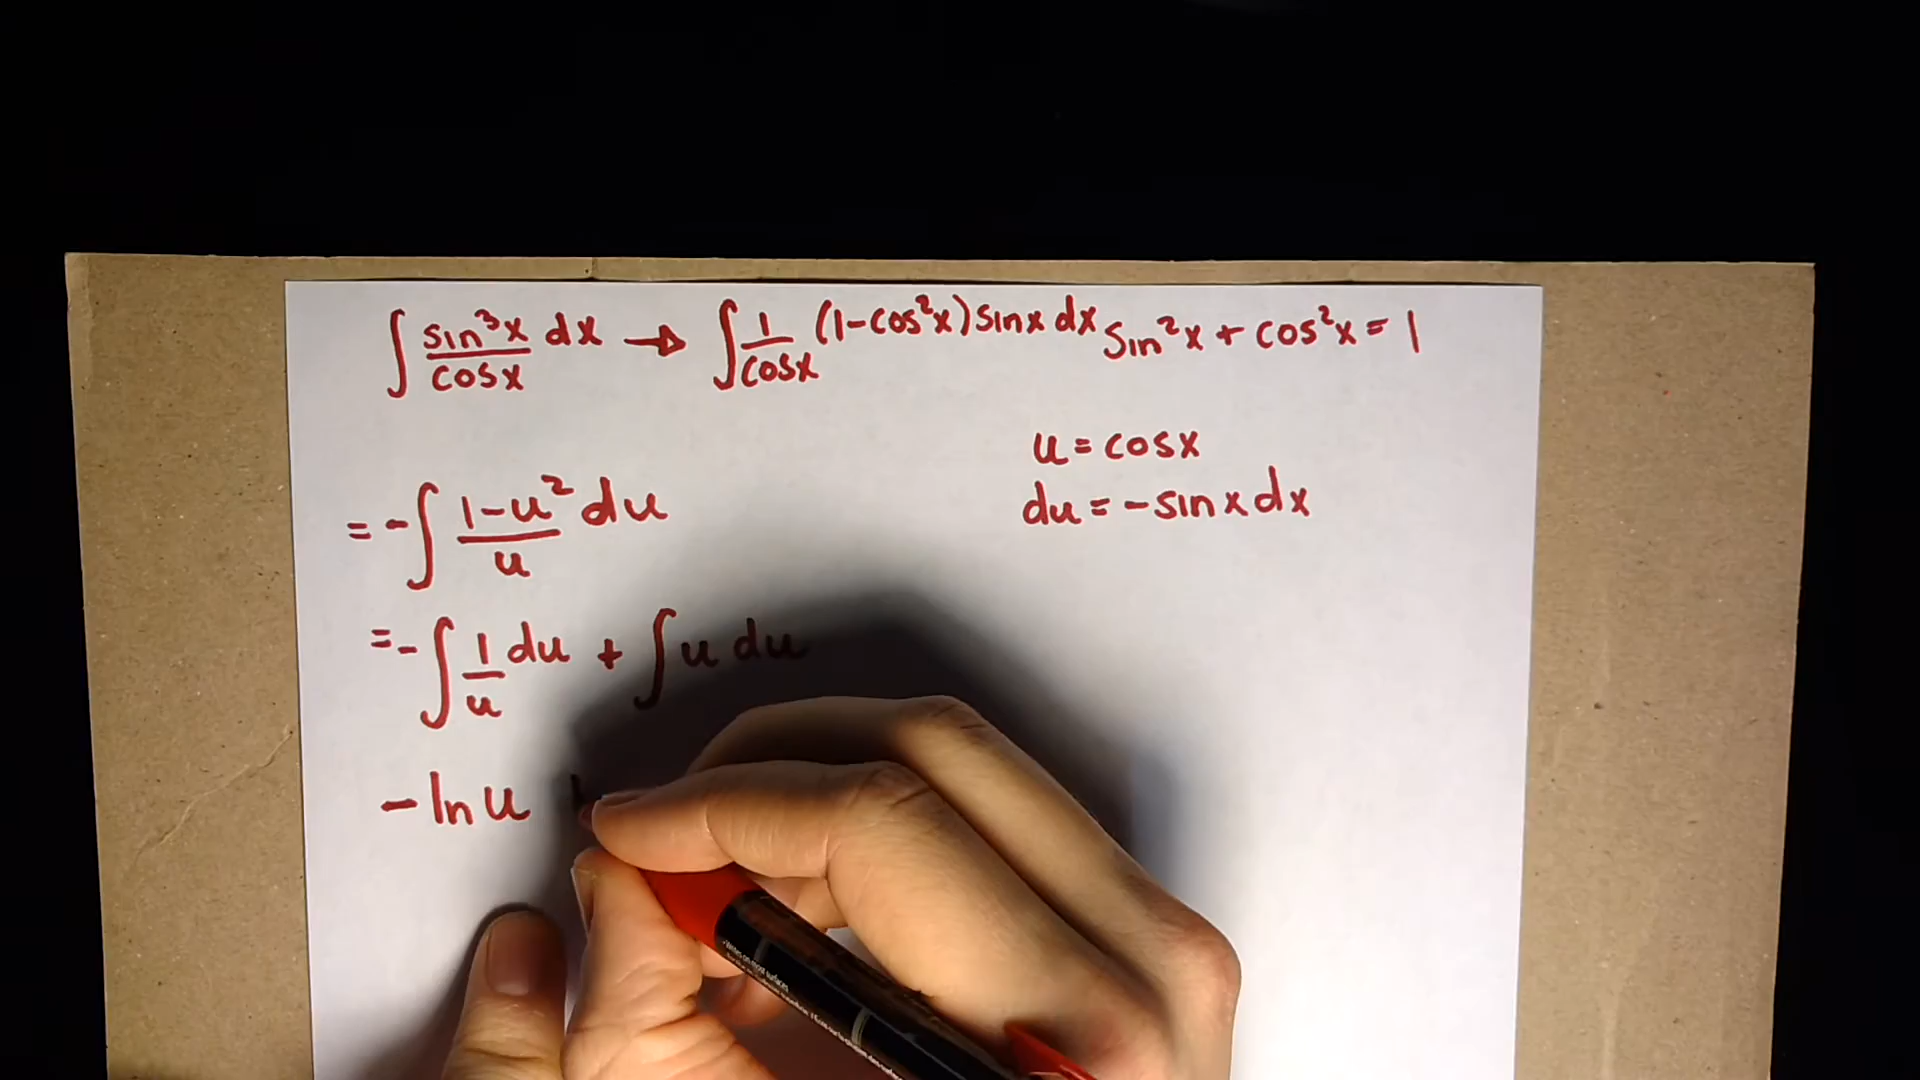 ∫ sin³x/cosx dx → ∫ 1/cosx (1-cos²x) sinx dx sin²x + cos²x = 1
u = cosx
du = -sinx dx
= -∫ (1-u²)/u du
= -∫ 1/u du + ∫ u du
-ln u